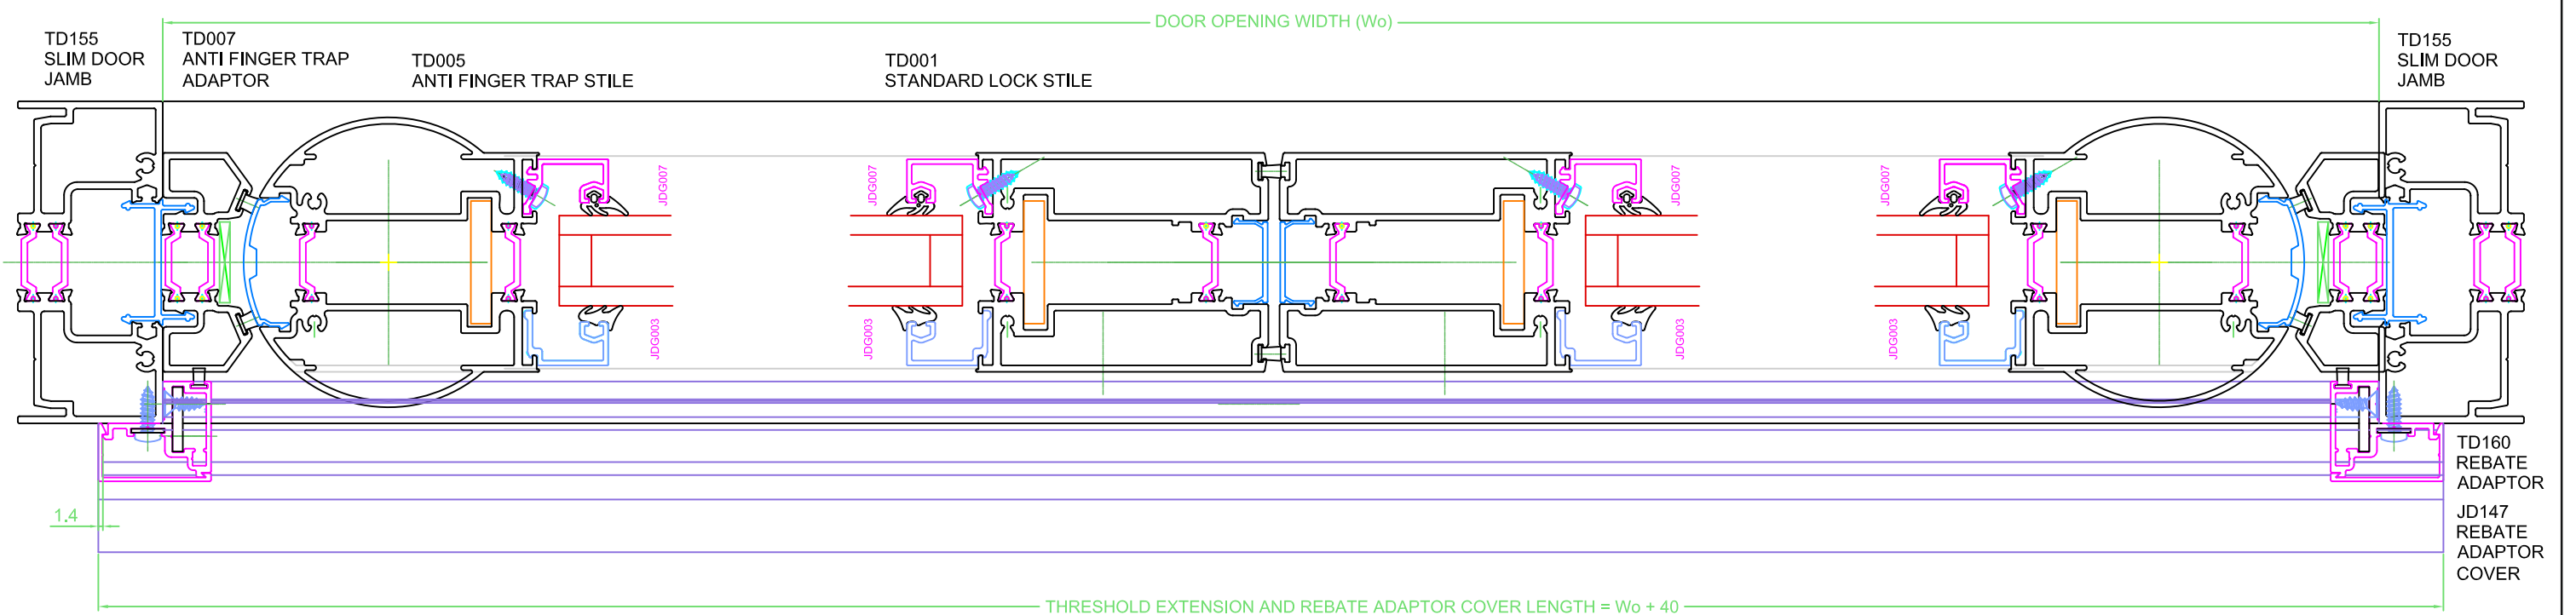 DOOR OPENING WIDTH (Wo)
TD155
SLIM DOOR
JAMB
TD007
ANTI FINGER TRAP
ADAPTOR
TD005
ANTI FINGER TRAP STILE
TD001
STANDARD LOCK STILE
TD155
SLIM DOOR
JAMB
JDG007
JDG007
JDG007
JDG007
JDG003
JDG003
JDG003
JDG003
TD160
REBATE
ADAPTOR
JD147
REBATE
ADAPTOR
COVER
1.4
THRESHOLD EXTENSION AND REBATE ADAPTOR COVER LENGTH = Wo + 40